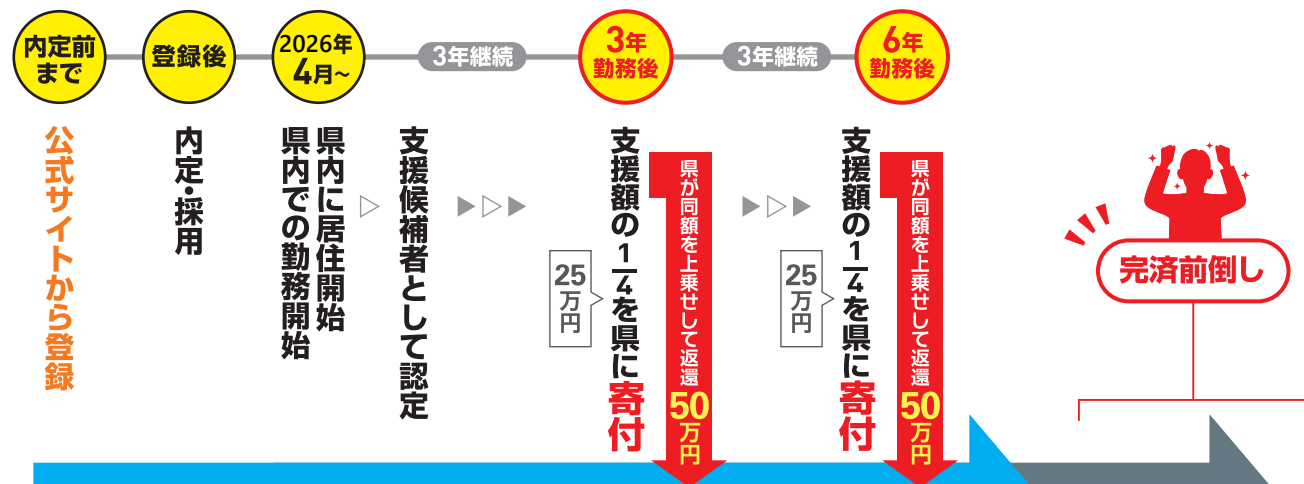 内定前
まで
登録後
2026年
4月~
3年継続
3年
勤務後
3年継続
6年
勤務後
公式サイトから登録
内定・採用
県内に居住開始
県内での勤務開始
支援候補者として認定
支援額の1/4を県に寄付
25万円
県が同額を上乗せして返還50万円
支援額の1/4を県に寄付
25万円
県が同額を上乗せして返還50万円
完済前倒し